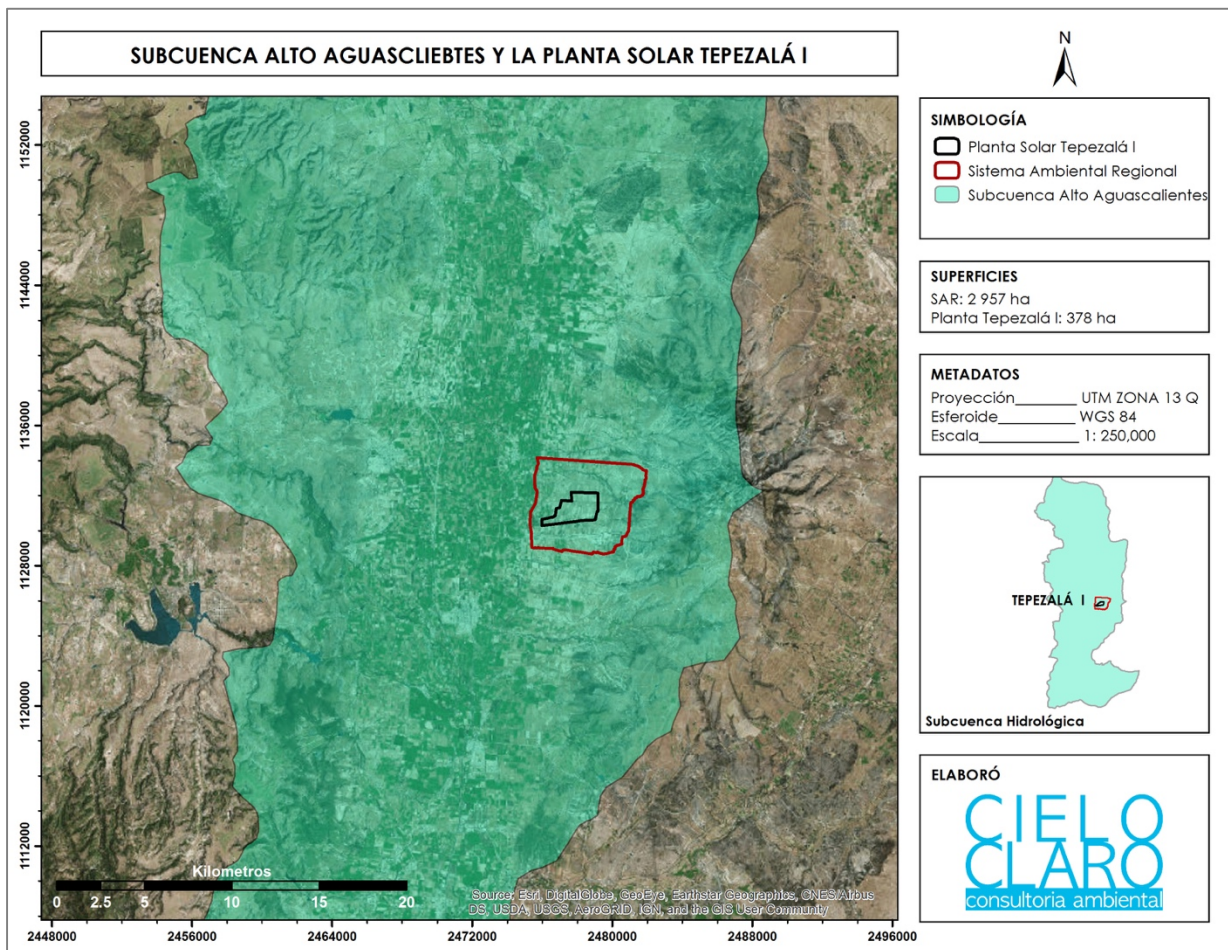 SUBCUENCA ALTO AGUASCLIEBTES Y LA PLANTA SOLAR TEPEZALÁ I
N
SIMBOLOGÍA
Planta Solar Tepezalá I
Sistema Ambiental Regional
Subcuenca Alto Aguascalientes
SUPERFICIES
SAR: 2 957 ha
Planta Tepezalá I: 378 ha
METADATOS
Proyección________ UTM ZONA 13 Q
Esferoide_________ WGS 84
Escala_____________ 1: 250,000
TEPEZALÁ I
Subcuenca Hidrológica
ELABORÓ
CIELO
CLARO
consultoria ambiental
1152000
1144000
1136000
1128000
1120000
1112000
Kilometros
0 2.5 5 10 15 20
Source: Esri, DigitalGlobe, GeoEye, Earthstar Geographics, CNES/Airbus
DS, USDA, USGS, AeroGRID, IGN, and the GIS User Community
2448000 2456000 2464000 2472000 2480000 2488000 2496000